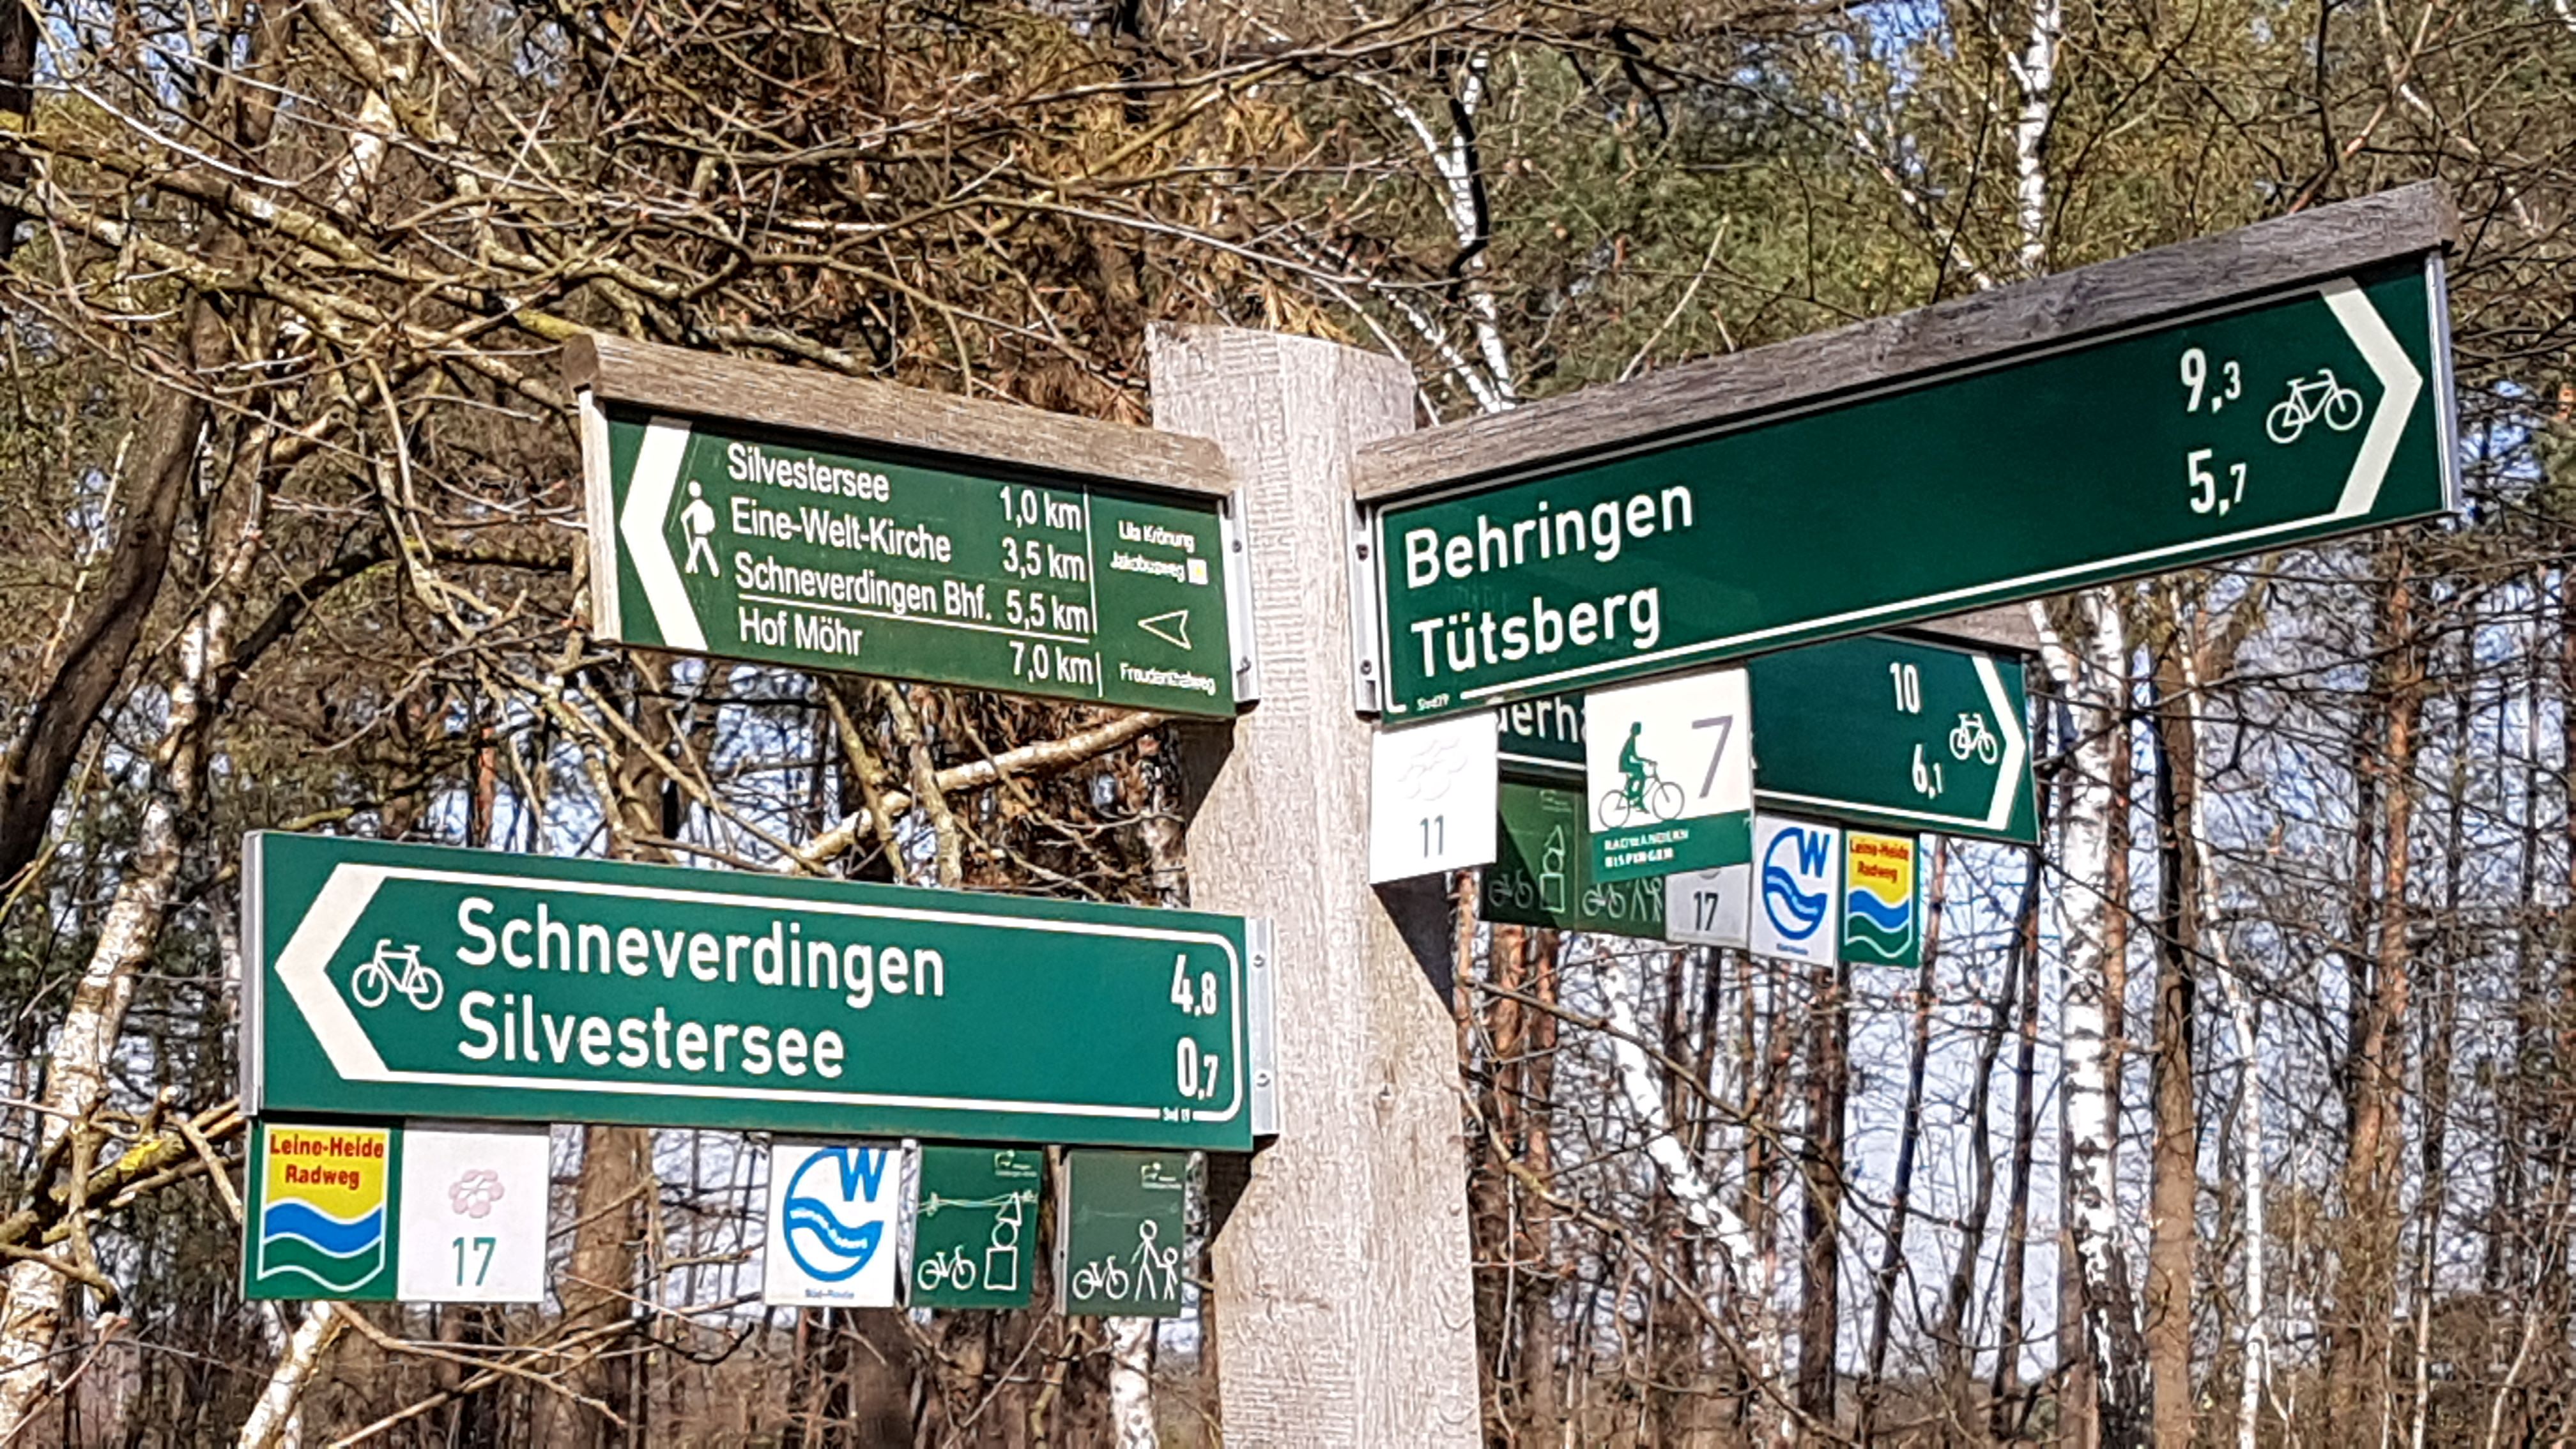 Silvestersee 1,0 km
Eine-Welt-Kirche 3,5 km
Schneverdingen Bhf. 5,5 km
Hof Möhr 7,0 km
Lila Krönung
Jakobusweg
Freudenthalweg
Behringen 9,3
Tütsberg 5,7
10
6,1
11
7
RADWANDERN
BISPINGEN
17
W
Leine-Heide
Radweg
Schneverdingen 4,8
Silvestersee 0,7
Leine-Heide
Radweg
17
W
Süd-Route